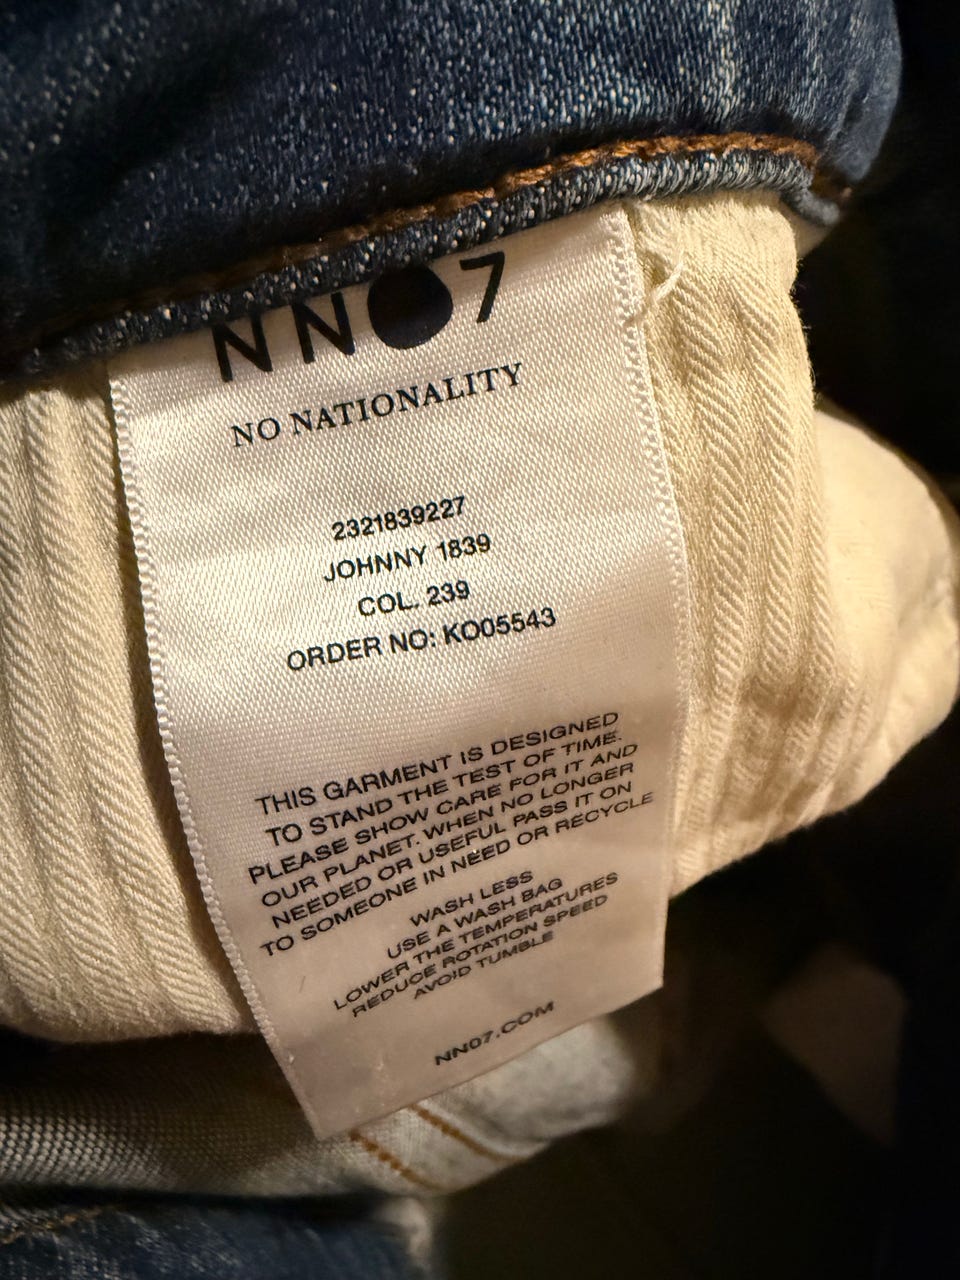 NN●7
NO NATIONALITY
2321839227
JOHNNY 1839
COL. 239
ORDER NO: KO05543
THIS GARMENT IS DESIGNED
TO STAND THE TEST OF TIME.
PLEASE SHOW CARE FOR IT AND
OUR PLANET. WHEN NO LONGER
NEEDED OR USEFUL PASS IT ON
TO SOMEONE IN NEED OR RECYCLE
WASH LESS
USE A WASH BAG
LOWER THE TEMPERATURES
REDUCE ROTATION SPEED
AVOID TUMBLE
NN07.COM